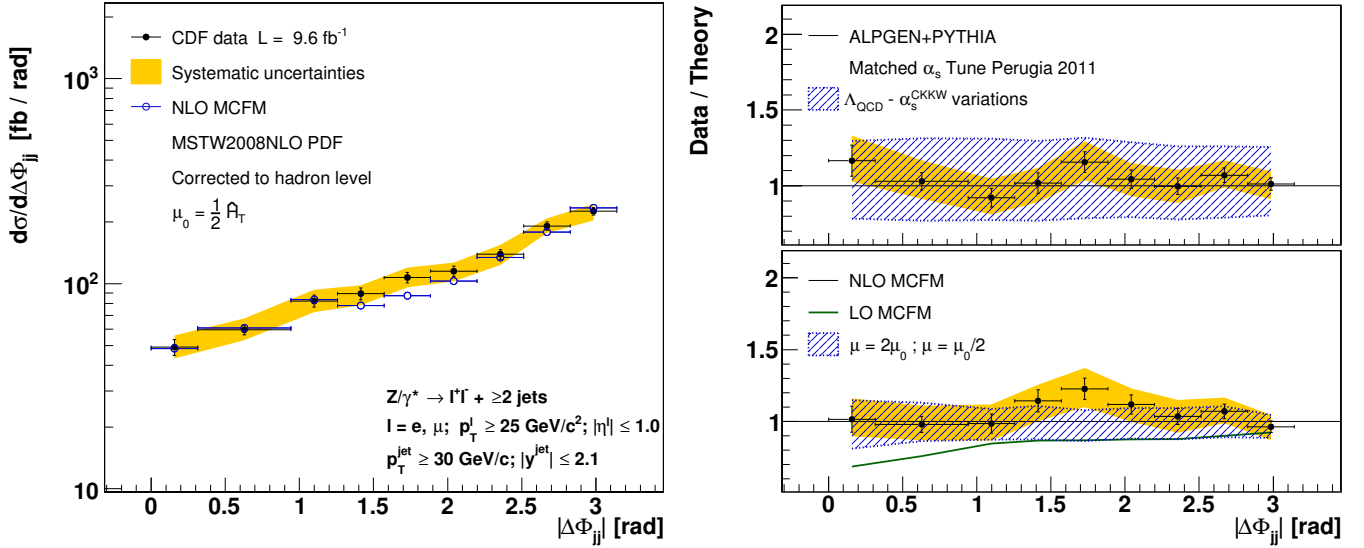 dσ/dΔΦjj [fb / rad]
10³
10²
10
CDF data L = 9.6 fb⁻¹
Systematic uncertainties
NLO MCFM
MSTW2008NLO PDF
Corrected to hadron level
μ₀ = 1/2 Ĥ_T
Z/γ* → l⁺l⁻ + ≥2 jets
l = e, μ; p_T^l ≥ 25 GeV/c²; |η^l| ≤ 1.0
p_T^jet ≥ 30 GeV/c; |y^jet| ≤ 2.1
0 0.5 1 1.5 2 2.5 3 3.5
|ΔΦjj| [rad]
Data / Theory
2
1.5
1
ALPGEN+PYTHIA
Matched α_s Tune Perugia 2011
Λ_QCD - α_s^CKKW variations
2
1.5
1
NLO MCFM
LO MCFM
μ = 2μ₀ ; μ = μ₀/2
0 0.5 1 1.5 2 2.5 3
|ΔΦjj| [rad]